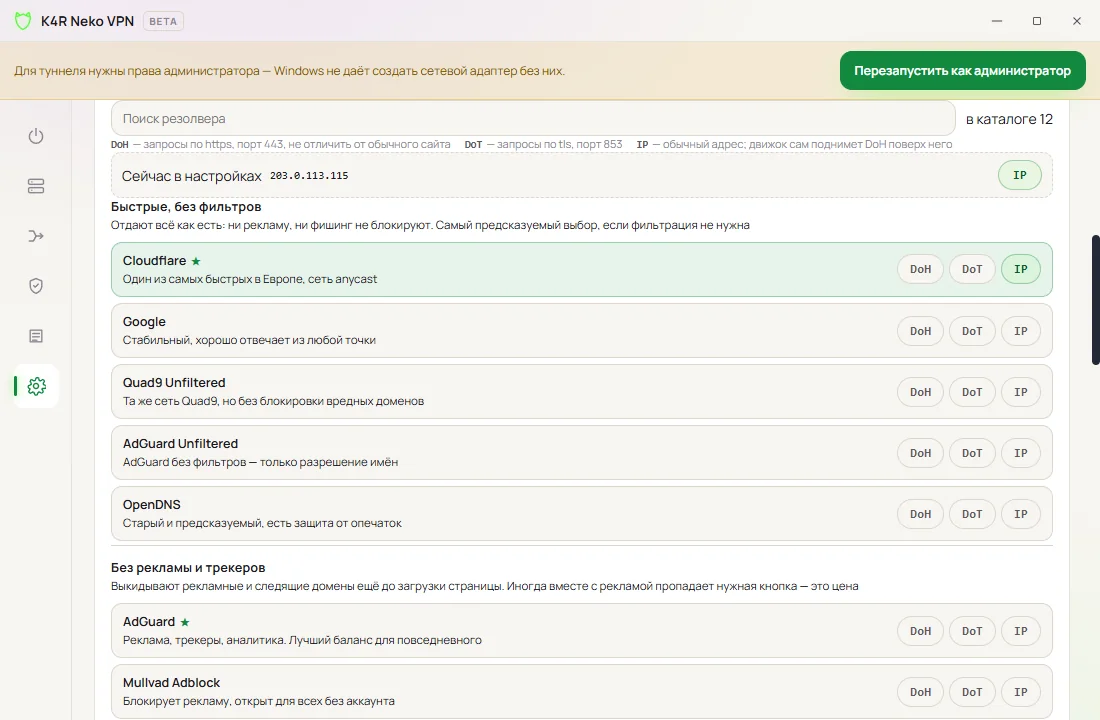 K4R Neko VPN BETA
Для туннеля нужны права администратора — Windows не даёт создать сетевой адаптер без них.
Перезапустить как администратор
Поиск резолвера
в каталоге 12
DoH — запросы по https, порт 443, не отличить от обычного сайта DoT — запросы по tls, порт 853 IP — обычный адрес; движок сам поднимет DoH поверх него
Сейчас в настройках 203.0.113.115 IP
Быстрые, без фильтров
Отдают всё как есть: ни рекламу, ни фишинг не блокируют. Самый предсказуемый выбор, если фильтрация не нужна
Cloudflare ★
Один из самых быстрых в Европе, сеть anycast
DoH DoT IP
Google
Стабильный, хорошо отвечает из любой точки
DoH DoT IP
Quad9 Unfiltered
Та же сеть Quad9, но без блокировки вредных доменов
DoH DoT IP
AdGuard Unfiltered
AdGuard без фильтров — только разрешение имён
DoH DoT IP
OpenDNS
Старый и предсказуемый, есть защита от опечаток
DoH DoT IP
Без рекламы и трекеров
Выкидывают рекламные и следящие домены ещё до загрузки страницы. Иногда вместе с рекламой пропадает нужная кнопка — это цена
AdGuard ★
Реклама, трекеры, аналитика. Лучший баланс для повседневного
DoH DoT IP
Mullvad Adblock
Блокирует рекламу, открыт для всех без аккаунта
DoH DoT IP